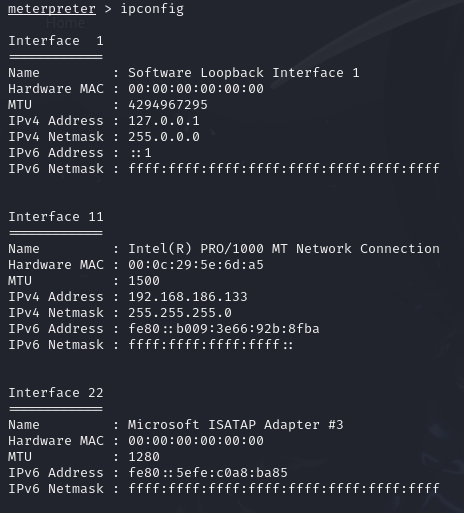 meterpreter > ipconfig
Interface  1
============
Name         : Software Loopback Interface 1
Hardware MAC : 00:00:00:00:00:00
MTU          : 4294967295
IPv4 Address : 127.0.0.1
IPv4 Netmask : 255.0.0.0
IPv6 Address : ::1
IPv6 Netmask : ffff:ffff:ffff:ffff:ffff:ffff:ffff:ffff
Interface 11
============
Name         : Intel(R) PRO/1000 MT Network Connection
Hardware MAC : 00:0c:29:5e:6d:a5
MTU          : 1500
IPv4 Address : 192.168.186.133
IPv4 Netmask : 255.255.255.0
IPv6 Address : fe80::b009:3e66:92b:8fba
IPv6 Netmask : ffff:ffff:ffff:ffff::
Interface 22
============
Name         : Microsoft ISATAP Adapter #3
Hardware MAC : 00:00:00:00:00:00
MTU          : 1280
IPv6 Address : fe80::5efe:c0a8:ba85
IPv6 Netmask : ffff:ffff:ffff:ffff:ffff:ffff:ffff:ffff